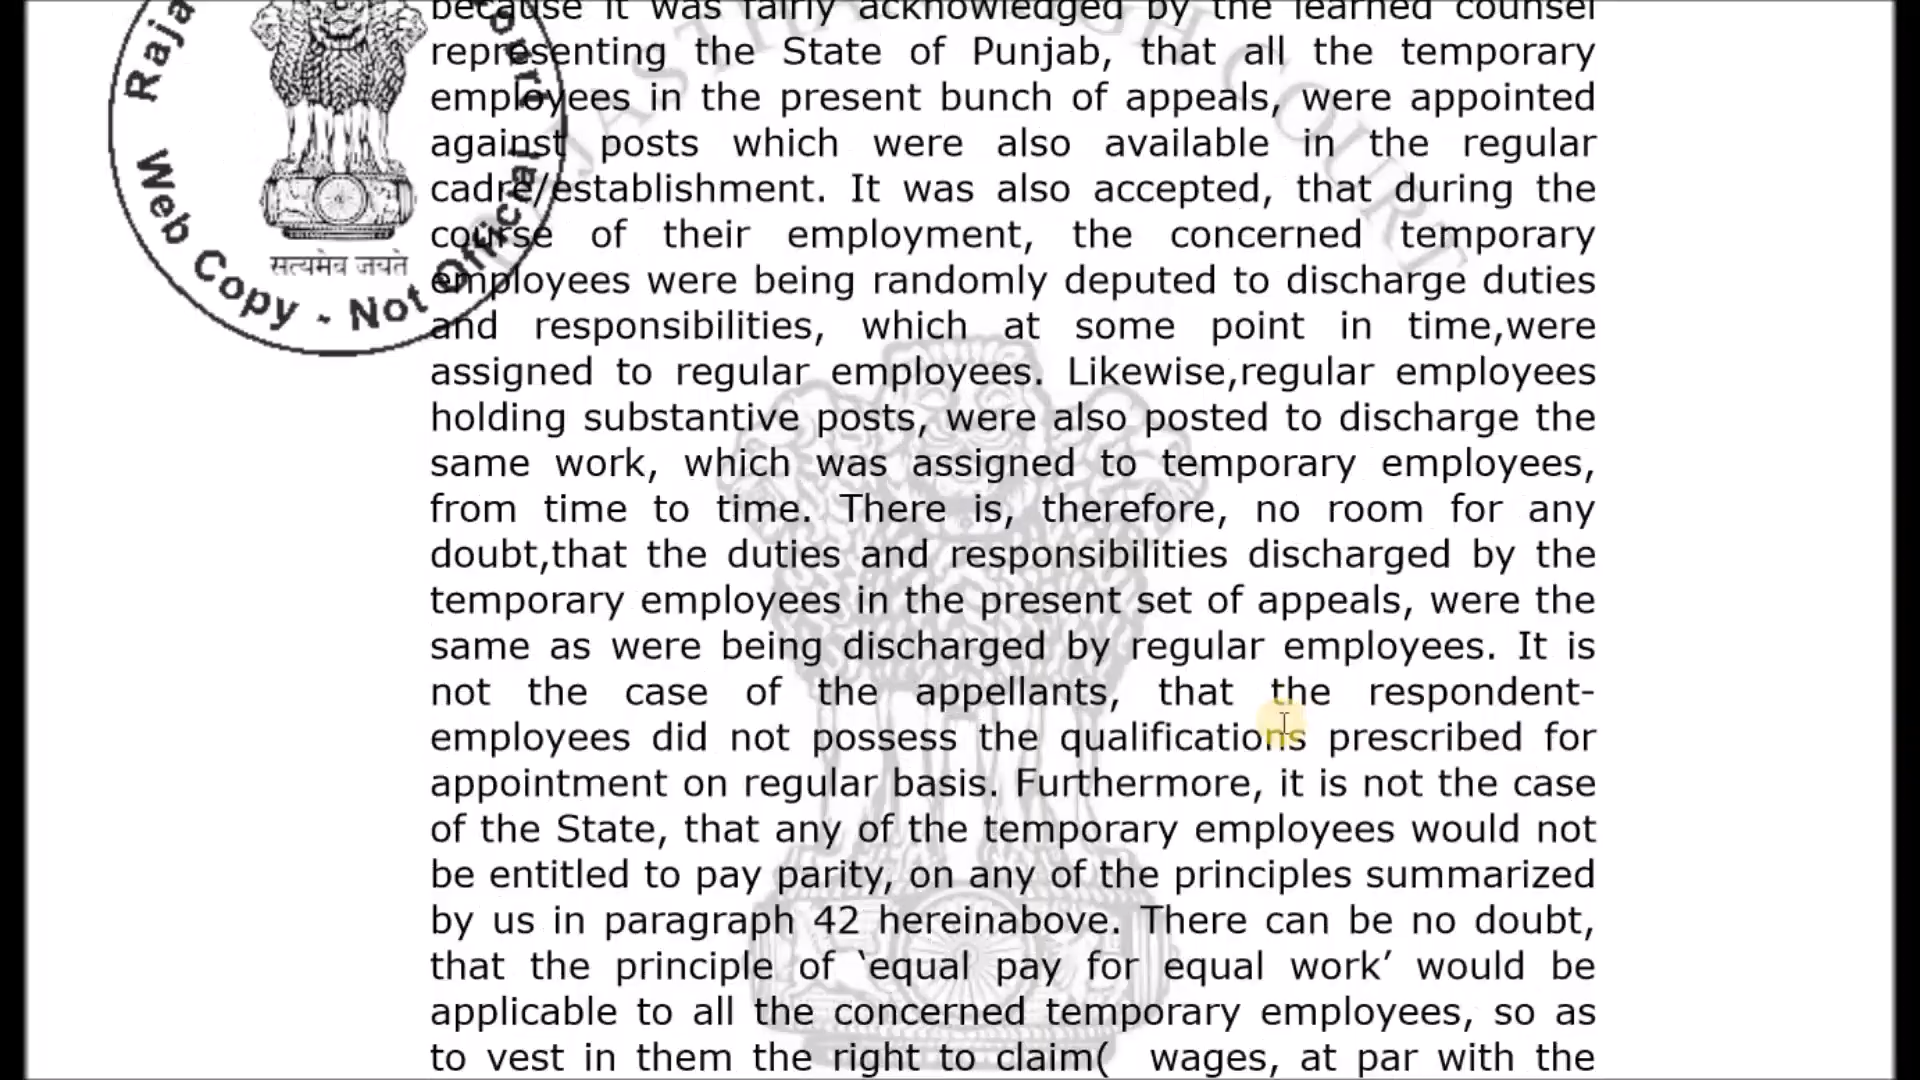 because it was fairly acknowledged by the learned counsel
representing the State of Punjab, that all the temporary
employees in the present bunch of appeals, were appointed
against posts which were also available in the regular
cadre/establishment. It was also accepted, that during the
course of their employment, the concerned temporary
employees were being randomly deputed to discharge duties
and responsibilities, which at some point in time,were
assigned to regular employees. Likewise,regular employees
holding substantive posts, were also posted to discharge the
same work, which was assigned to temporary employees,
from time to time. There is, therefore, no room for any
doubt,that the duties and responsibilities discharged by the
temporary employees in the present set of appeals, were the
same as were being discharged by regular employees. It is
not the case of the appellants, that the respondent-
employees did not possess the qualifications prescribed for
appointment on regular basis. Furthermore, it is not the case
of the State, that any of the temporary employees would not
be entitled to pay parity, on any of the principles summarized
by us in paragraph 42 hereinabove. There can be no doubt,
that the principle of ‘equal pay for equal work’ would be
applicable to all the concerned temporary employees, so as
to vest in them the right to claim( wages, at par with the
सत्यमेव जयते
Web Copy - Not Official
COURT